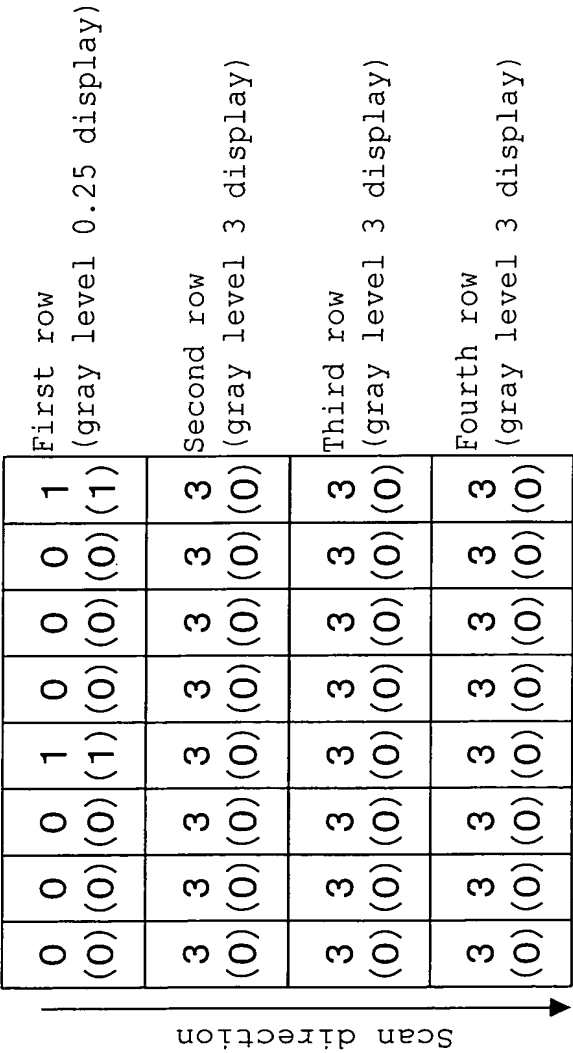 Scan direction
0 0 0 1 0 0 0 1 First row
(0) (0) (0) (1) (0) (0) (0) (1) (gray level 0.25 display)
3 3 3 3 3 3 3 3 Second row
(0) (0) (0) (0) (0) (0) (0) (0) (gray level 3 display)
3 3 3 3 3 3 3 3 Third row
(0) (0) (0) (0) (0) (0) (0) (0) (gray level 3 display)
3 3 3 3 3 3 3 3 Fourth row
(0) (0) (0) (0) (0) (0) (0) (0) (gray level 3 display)